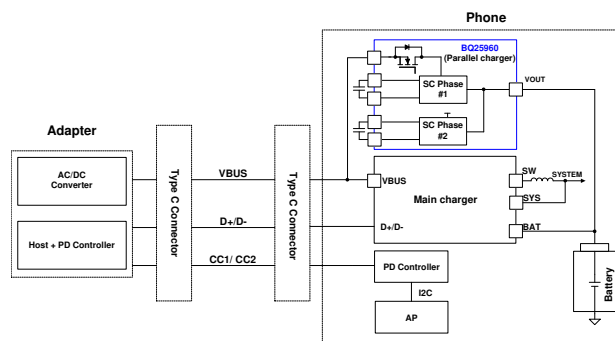 Phone
BQ25960
(Parallel charger)
SC Phase
#1
VOUT
SC Phase
#2
Adapter
AC/DC
Converter
Host + PD Controller
Type C Connector
VBUS
D+/D-
CC1/ CC2
Type C Connector
VBUS
D+/D-
Main charger
SW
SYSTEM
SYS
BAT
PD Controller
I2C
AP
Battery